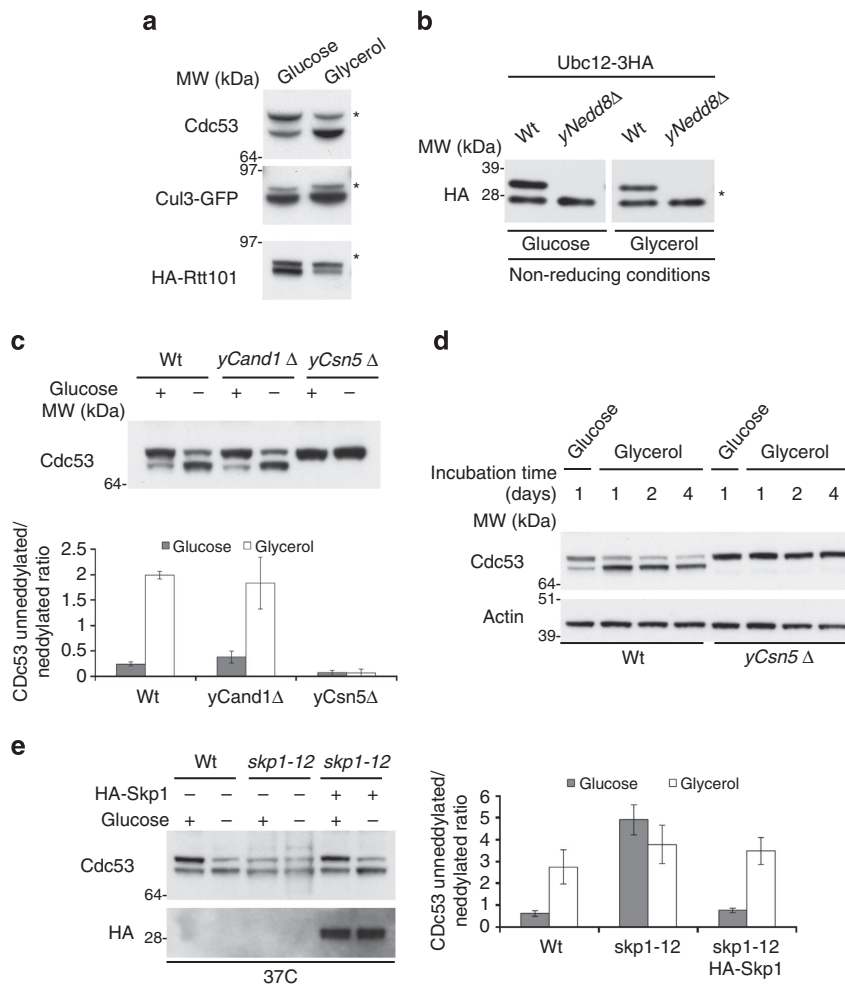 a
Glucose
Glycerol
MW (kDa)
Cdc53
*
64-
97-
Cul3-GFP
*
97-
HA-Rtt101
*
b
Ubc12-3HA
Wt
yNedd8Δ
Wt
yNedd8Δ
MW (kDa)
39-
HA
28-
*
Glucose
Glycerol
Non-reducing conditions
c
Wt
yCand1 Δ
yCsn5 Δ
Glucose + − + − + −
MW (kDa)
Cdc53
64-
CDc53 unneddylated/
neddylated ratio
Glucose
Glycerol
2.5
2
1.5
1
0.5
0
Wt
yCand1Δ
yCsn5Δ
d
Glucose
Glycerol
Glucose
Glycerol
Incubation time
(days)
1 1 2 4 1 1 2 4
MW (kDa)
Cdc53
64-
51-
Actin
39-
Wt
yCsn5 Δ
e
Wt
skp1-12
skp1-12
HA-Skp1 − − − − + +
Glucose + − + − + −
Cdc53
64-
HA
28-
37C
CDc53 unneddylated/
neddylated ratio
Glucose
Glycerol
6
5
4
3
2
1
0
Wt
skp1-12
skp1-12
HA-Skp1